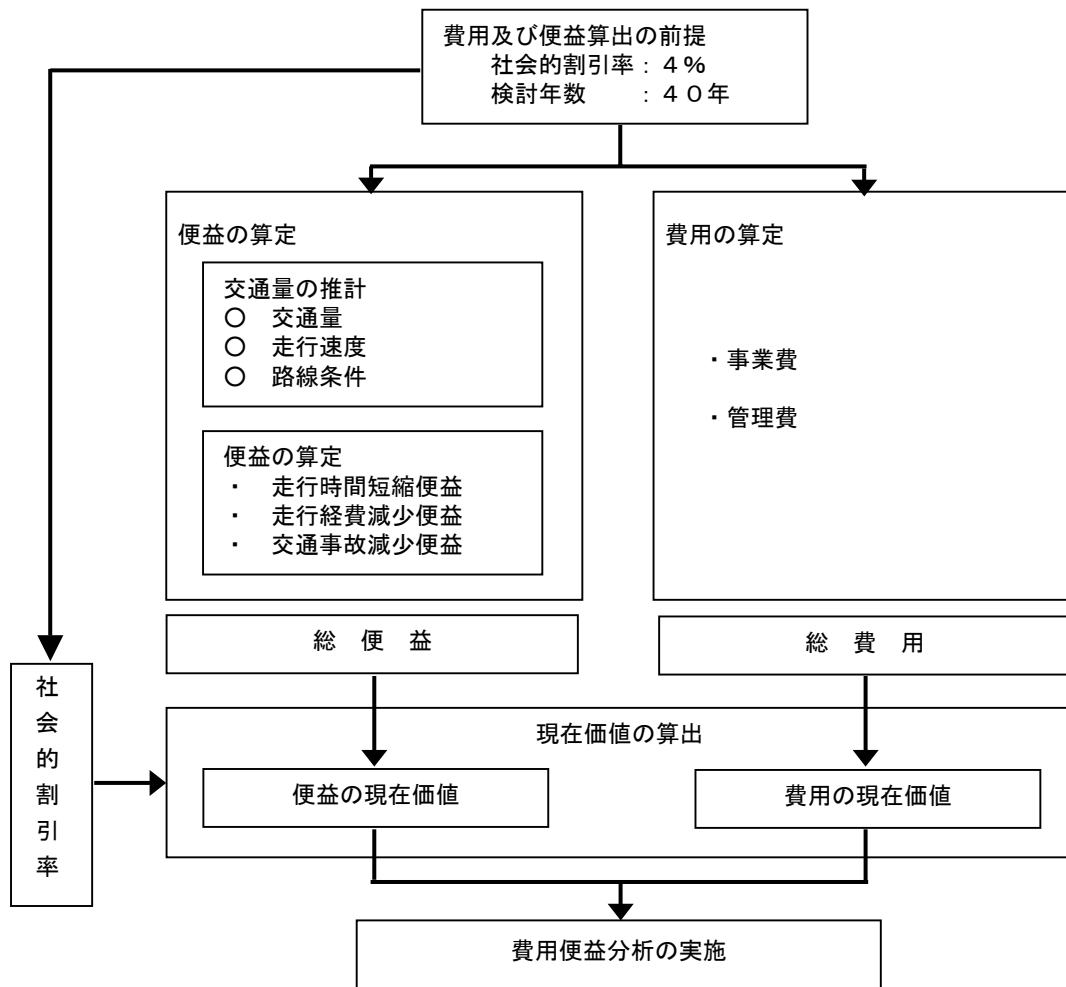 費用及び便益算出の前提
社会的割引率：４%
検討年数　　：４０年
便益の算定
交通量の推計
○　交通量
○　走行速度
○　路線条件
便益の算定
・　走行時間短縮便益
・　走行経費減少便益
・　交通事故減少便益
費用の算定
・事業費
・管理費
総　便　益
総　費　用
社会的割引率
現在価値の算出
便益の現在価値
費用の現在価値
費用便益分析の実施